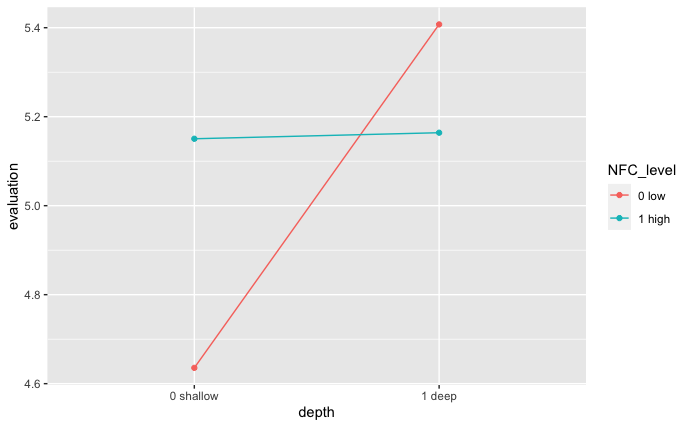 5.4
5.2
5.0
4.8
4.6
evaluation
0 shallow
1 deep
depth
NFC_level
0 low
1 high